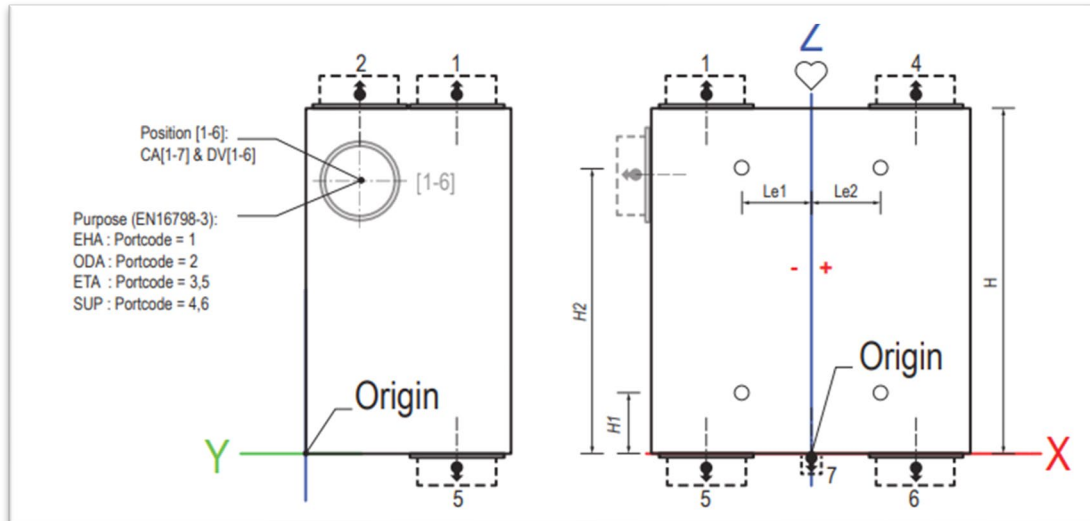 2 1
Position [1-6]:
CA[1-7] & DV[1-6]
[1-6]
Purpose (EN16798-3):
EHA : Portcode = 1
ODA : Portcode = 2
ETA : Portcode = 3,5
SUP : Portcode = 4,6
Origin
Y
5
Z
1 4
Le1 Le2
- +
H2
H
H1
Origin
X
7
5 6